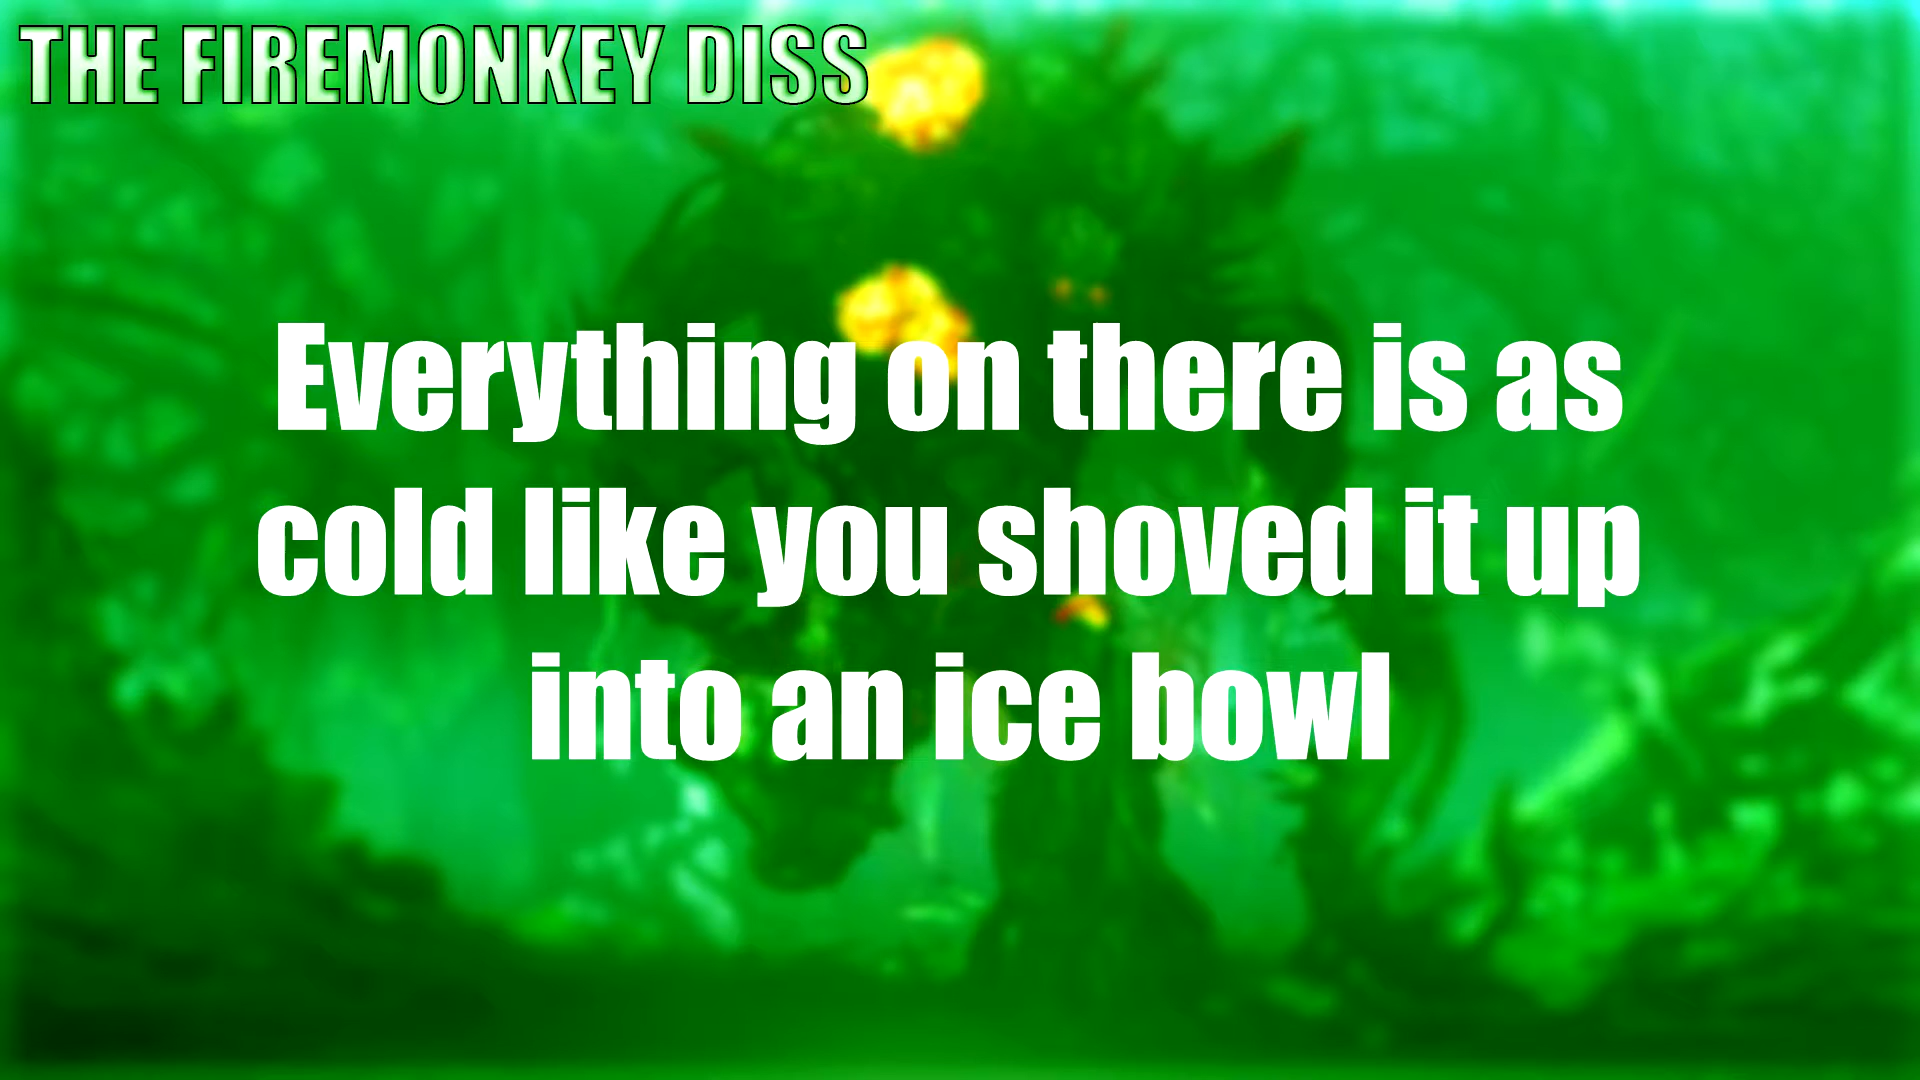 THE FIREMONKEY DISS
Everything on there is as
cold like you shoved it up
into an ice bowl